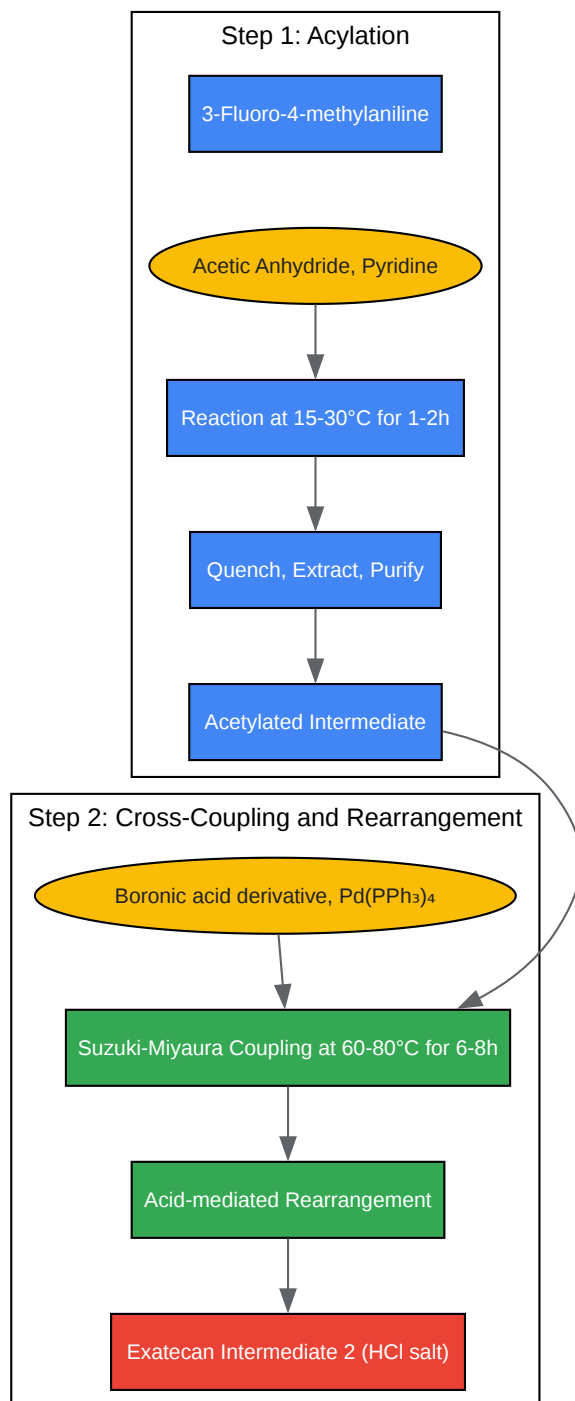 Step 1: Acylation
3-Fluoro-4-methylaniline
Acetic Anhydride, Pyridine
Reaction at 15-30°C for 1-2h
Quench, Extract, Purify
Acetylated Intermediate
Step 2: Cross-Coupling and Rearrangement
Boronic acid derivative, Pd(PPh₃)₄
Suzuki-Miyaura Coupling at 60-80°C for 6-8h
Acid-mediated Rearrangement
Exatecan Intermediate 2 (HCl salt)